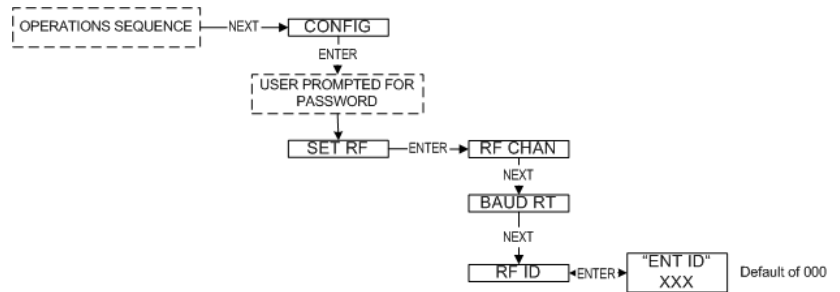 OPERATIONS SEQUENCE
NEXT
CONFIG
ENTER
USER PROMPTED FOR
PASSWORD
SET RF
ENTER
RF CHAN
NEXT
BAUD RT
NEXT
RF ID
ENTER
"ENT ID"
XXX
Default of 000